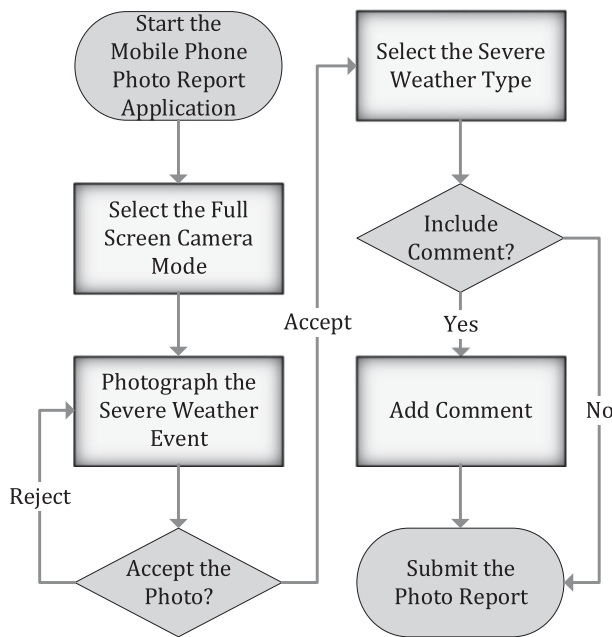 Start the
Mobile Phone
Photo Report
Application
Select the Full
Screen Camera
Mode
Photograph the
Severe Weather
Event
Reject
Accept the
Photo?
Accept
Select the Severe
Weather Type
Include
Comment?
Yes
No
Add Comment
Submit the
Photo Report